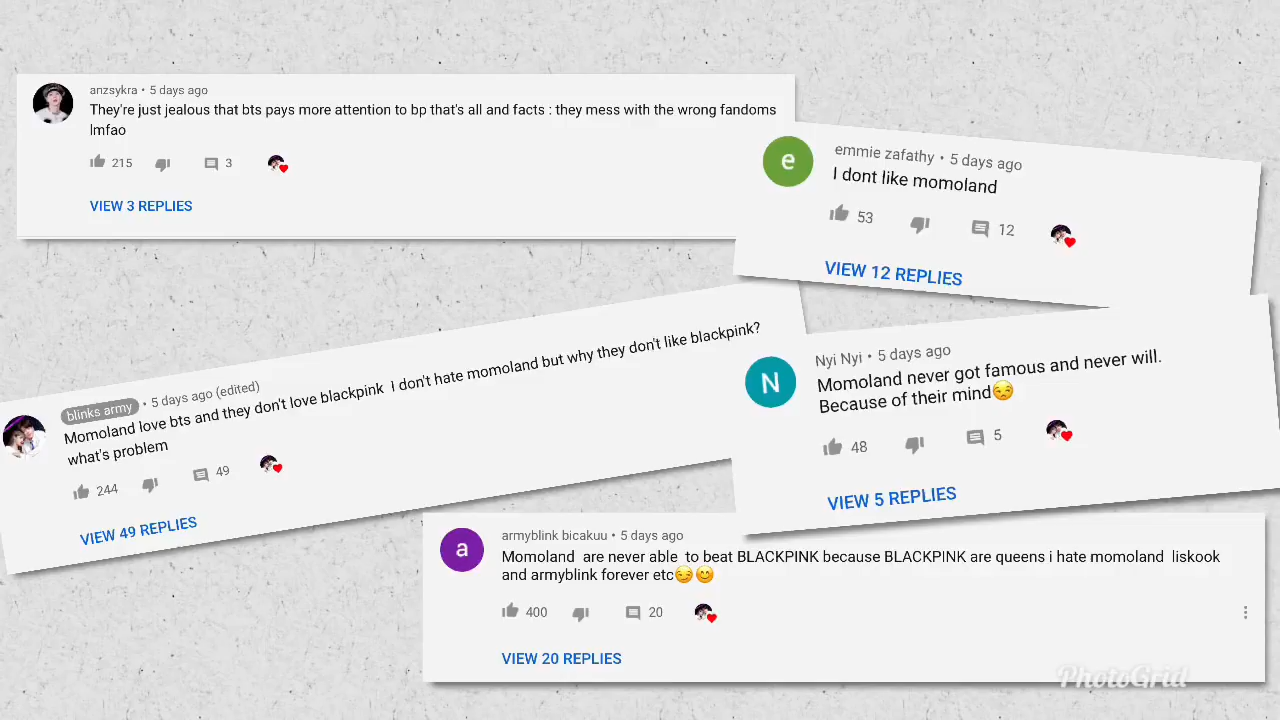 anzsykra • 5 days ago
They're just jealous that bts pays more attention to bp that's all and facts : they mess with the wrong fandoms
lmfao
215 3
VIEW 3 REPLIES
e
emmie zafathy • 5 days ago
I dont like momoland
53 12
VIEW 12 REPLIES
blinks army • 5 days ago (edited)
Momoland love bts and they don't love blackpink I don't hate momoland but why they don't like blackpink?
what's problem
244 49
VIEW 49 REPLIES
N
Nyi Nyi • 5 days ago
Momoland never got famous and never will.
Because of their mind😒
48 5
VIEW 5 REPLIES
a
armyblink bicakuu • 5 days ago
Momoland are never able to beat BLACKPINK because BLACKPINK are queens i hate momoland liskook
and armyblink forever etc😏😊
400 20
VIEW 20 REPLIES
PhotoGrid